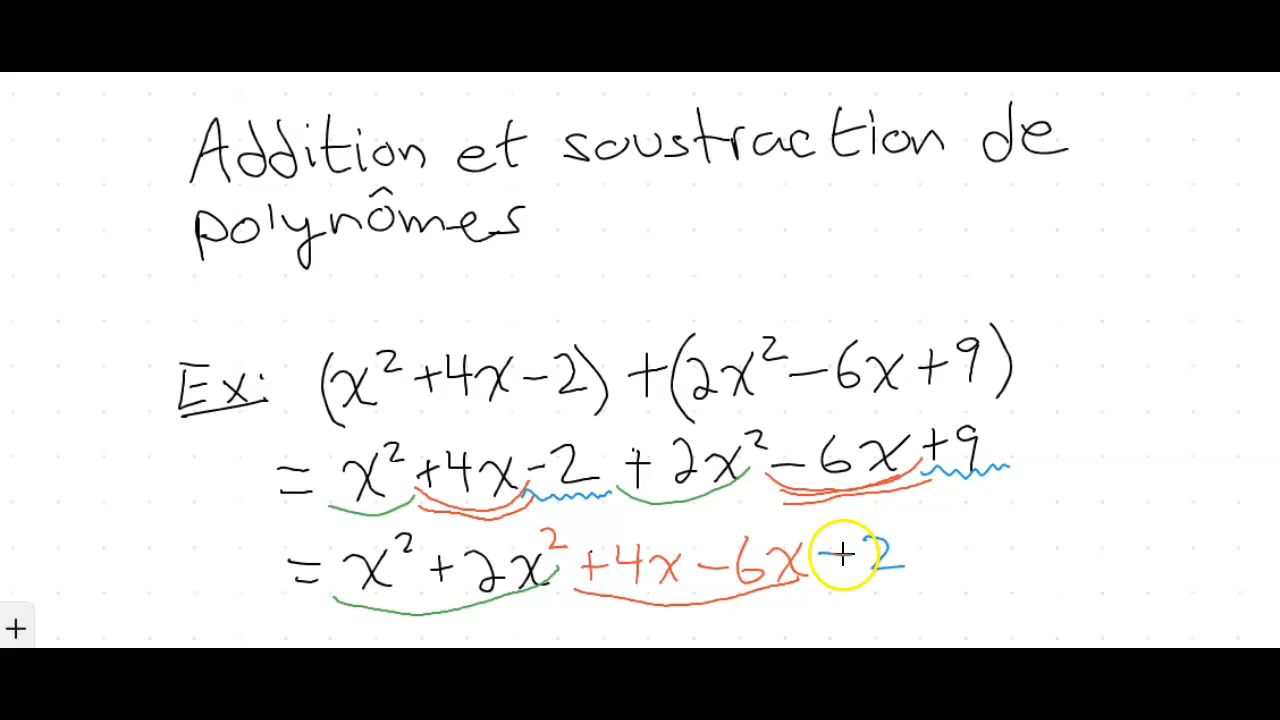 Addition et soustraction de
polynômes
Ex: (x² +4x -2) +(2x² -6x +9)
= x² +4x -2 + 2x² -6x +9
= x² +2x² +4x -6x -2
+